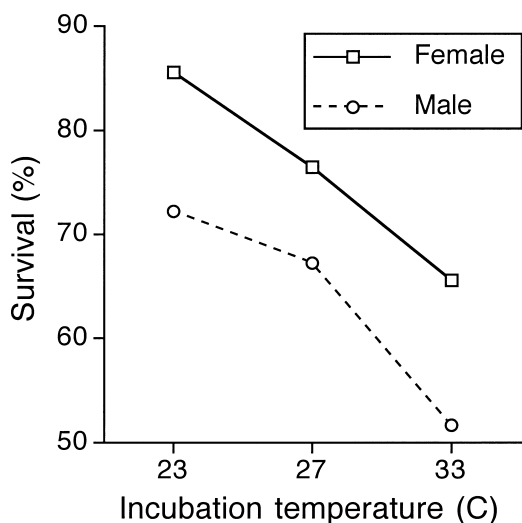 90
80
70
60
50
Survival (%)
Female
Male
23 27 33
Incubation temperature (C)